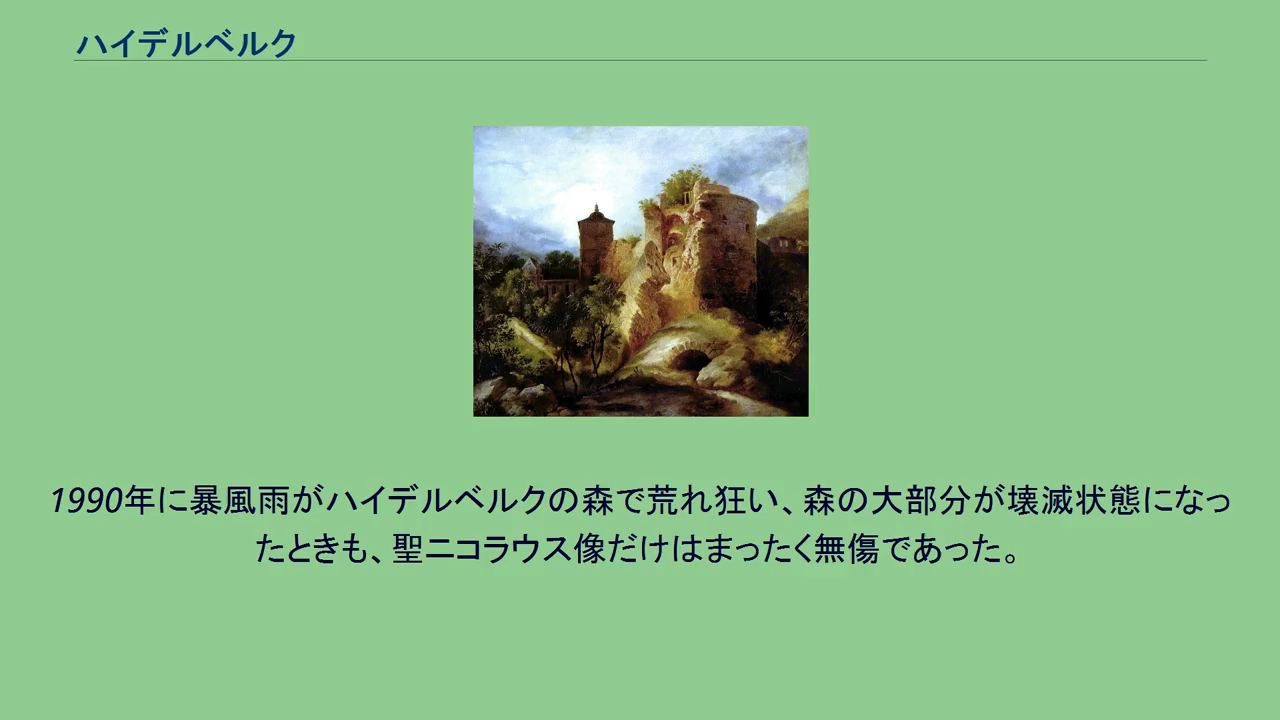 ハイデルベルク
1990年に暴風雨がハイデルベルクの森で荒れ狂い、森の大部分が壊滅状態になっ
たときも、聖ニコラウス像だけはまったく無傷であった。